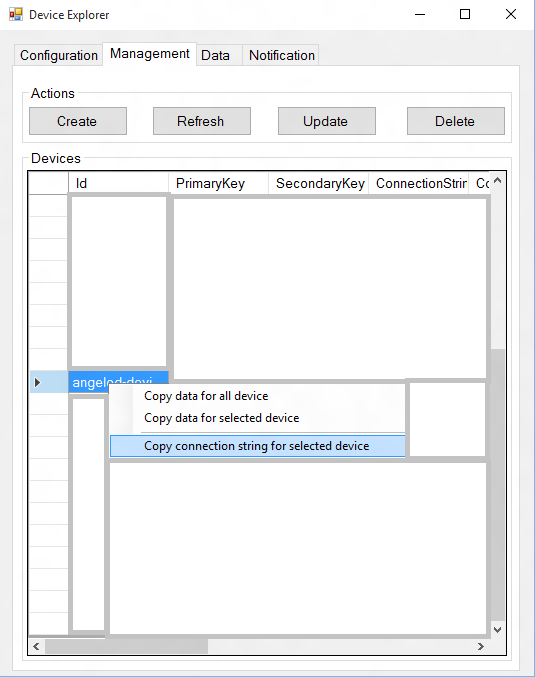 Device Explorer
Configuration Management Data Notification
Actions
Create Refresh Update Delete
Devices
Id PrimaryKey SecondaryKey ConnectionStrin Co
angelod-devi
Copy data for all device
Copy data for selected device
Copy connection string for selected device